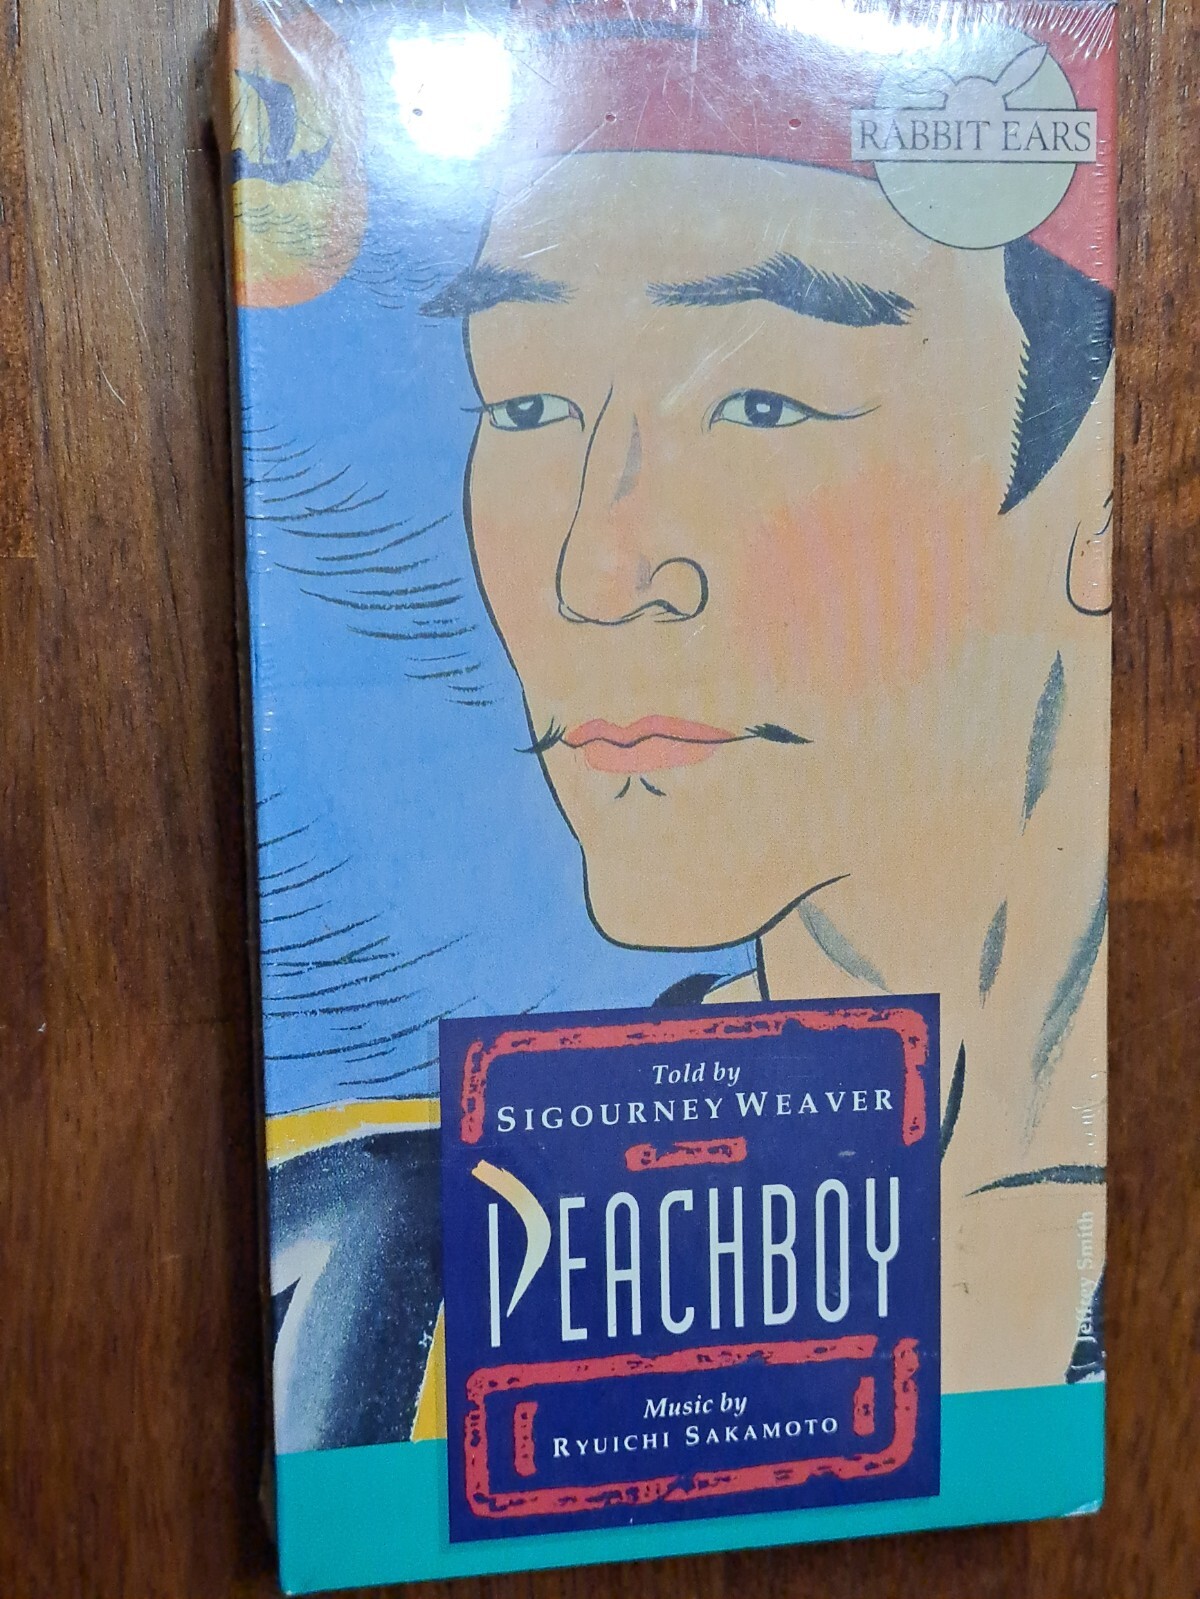 RABBIT EARS
Told by
SIGOURNEY WEAVER
PEACHBOY
Music by
RYUICHI SAKAMOTO
Jeffrey Smith